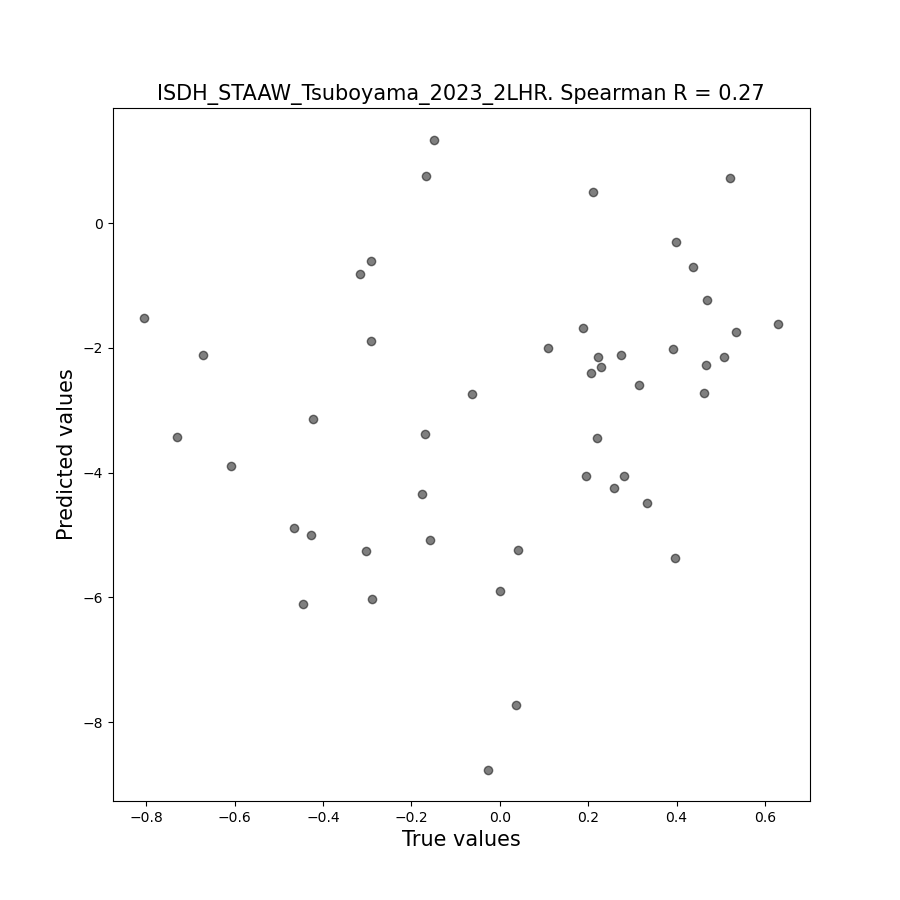 ISDH_STAAW_Tsuboyama_2023_2LHR. Spearman R = 0.27
Predicted values
0
−2
−4
−6
−8
−0.8 −0.6 −0.4 −0.2 0.0 0.2 0.4 0.6
True values